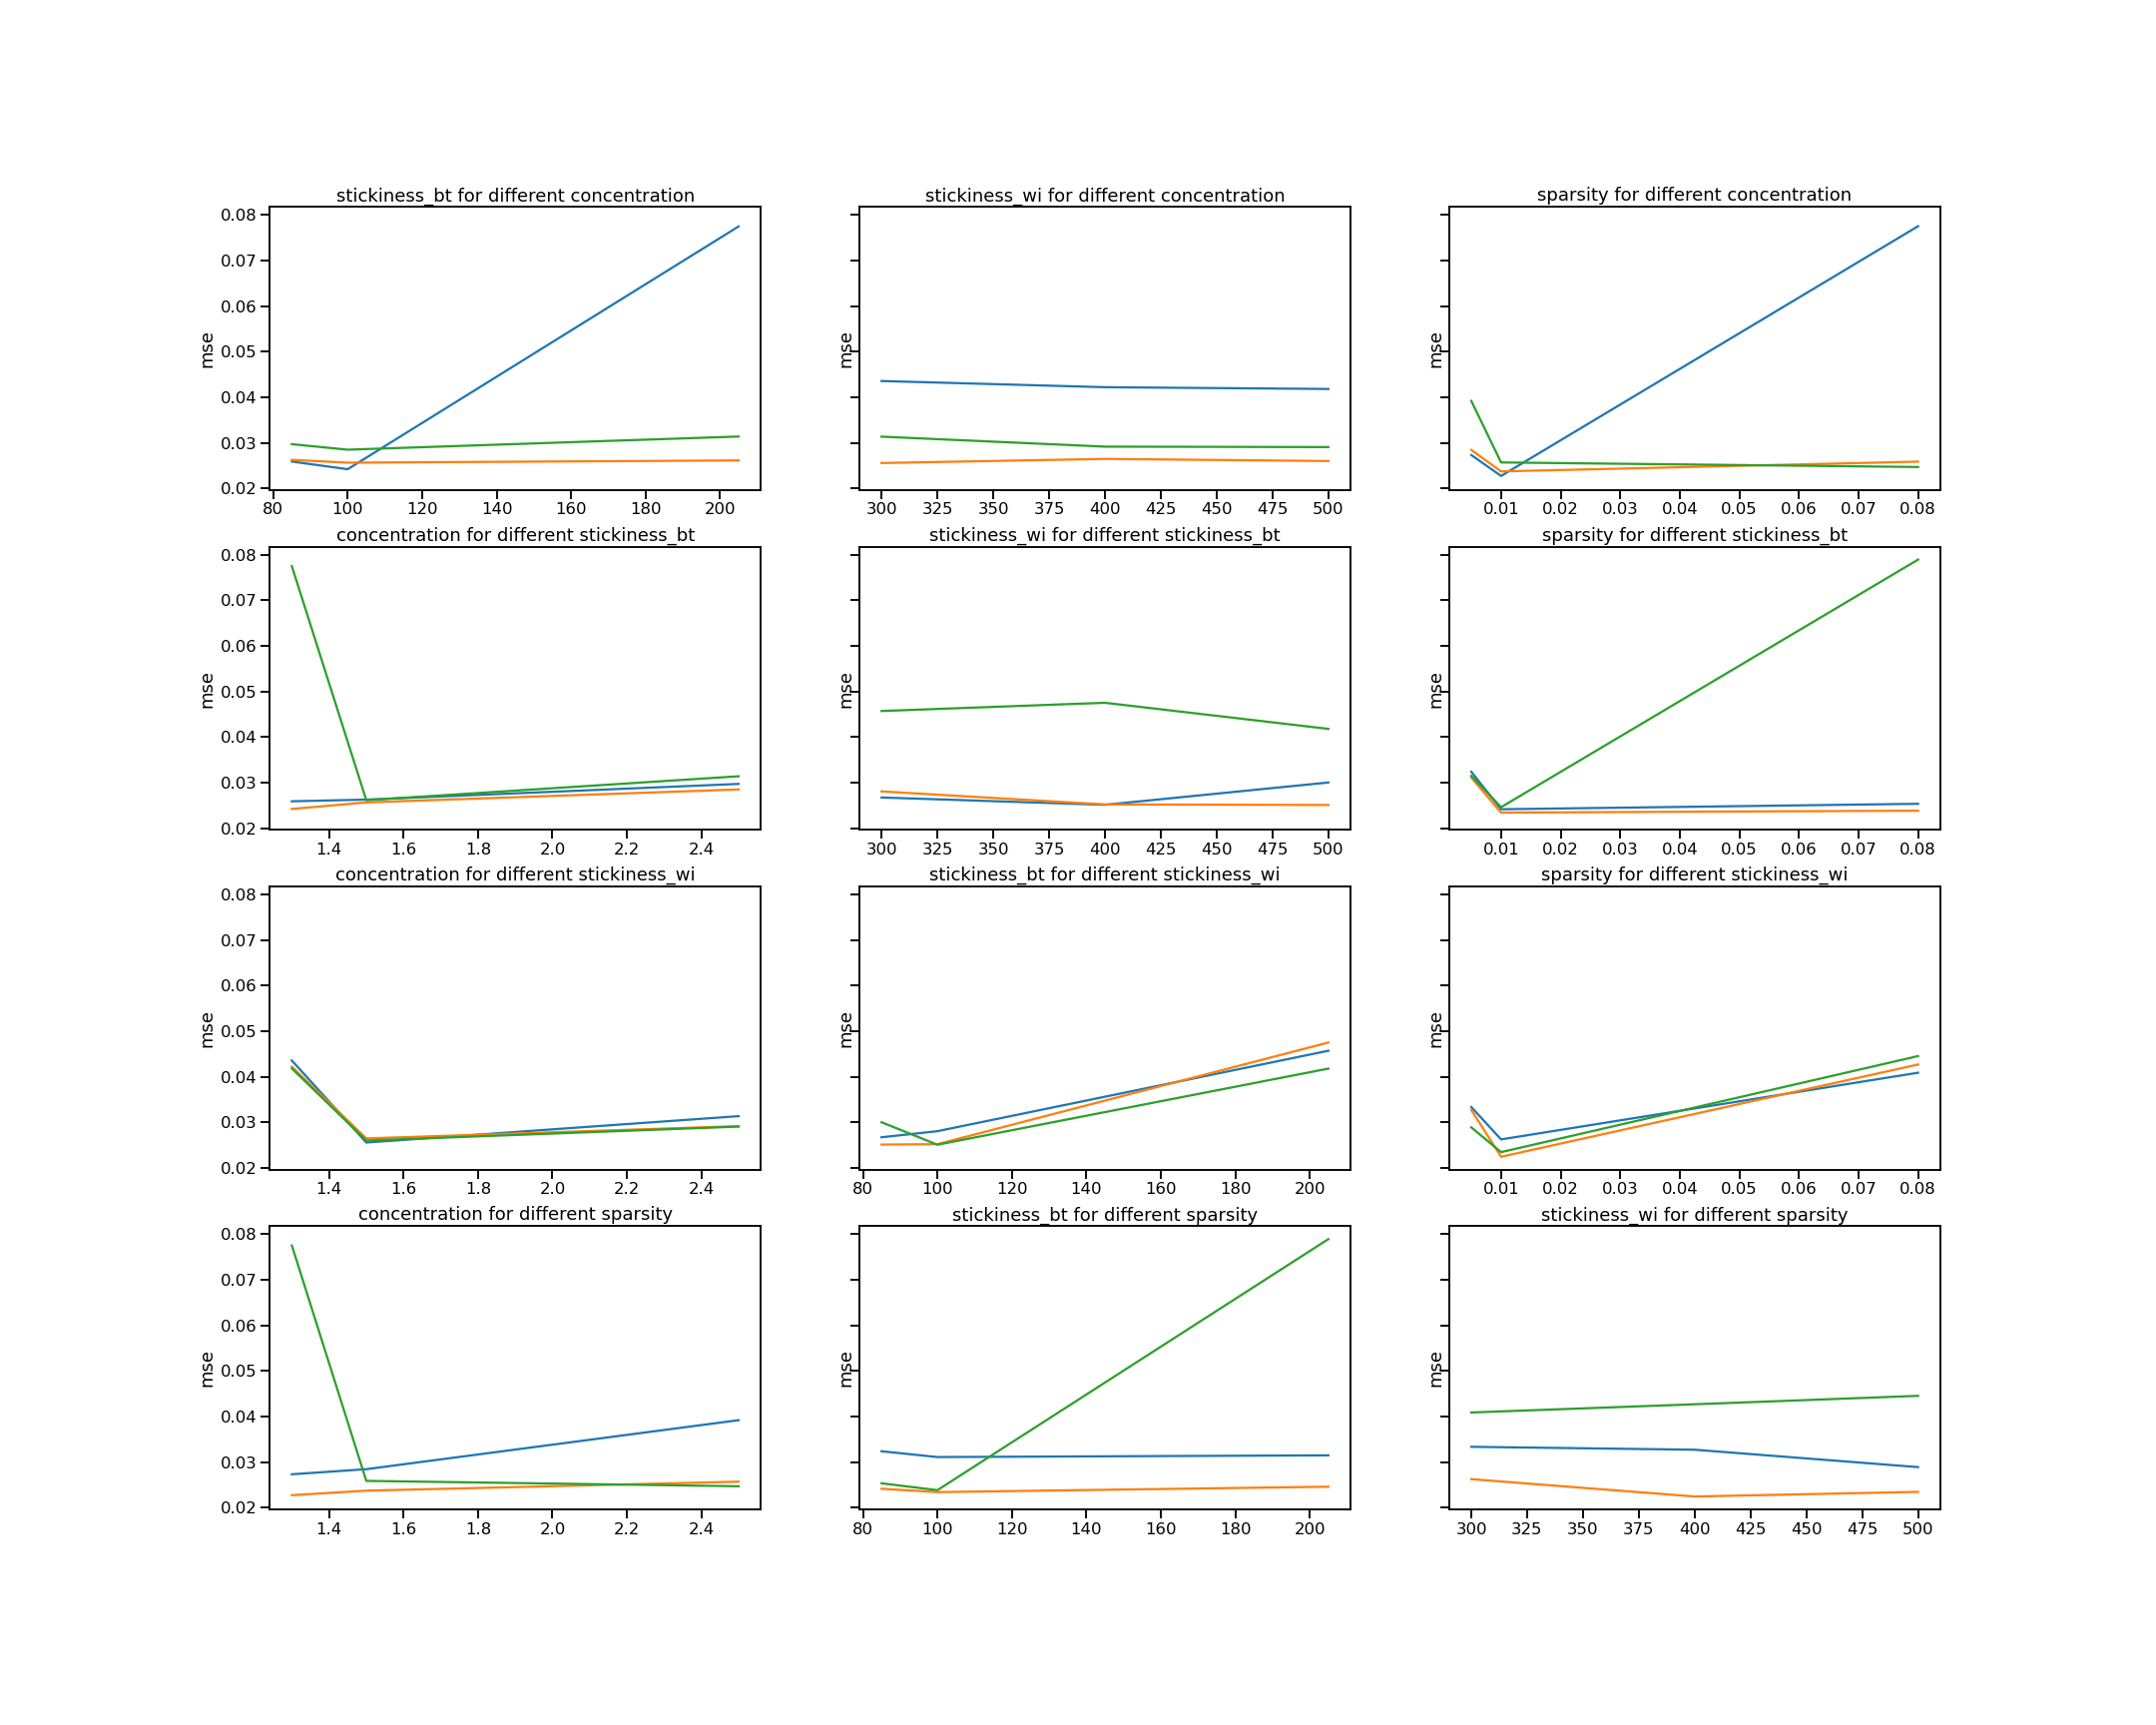 stickiness_bt for different concentration
stickiness_wi for different concentration
sparsity for different concentration
0.08
0.07
0.06
0.05
0.04
0.03
0.02
mse
mse
mse
80 100 120 140 160 180 200
300 325 350 375 400 425 450 475 500
0.01 0.02 0.03 0.04 0.05 0.06 0.07 0.08
concentration for different stickiness_bt
stickiness_wi for different stickiness_bt
sparsity for different stickiness_bt
0.08
0.07
0.06
0.05
0.04
0.03
0.02
mse
mse
mse
1.4 1.6 1.8 2.0 2.2 2.4
300 325 350 375 400 425 450 475 500
0.01 0.02 0.03 0.04 0.05 0.06 0.07 0.08
concentration for different stickiness_wi
stickiness_bt for different stickiness_wi
sparsity for different stickiness_wi
0.08
0.07
0.06
0.05
0.04
0.03
0.02
mse
mse
mse
1.4 1.6 1.8 2.0 2.2 2.4
80 100 120 140 160 180 200
0.01 0.02 0.03 0.04 0.05 0.06 0.07 0.08
concentration for different sparsity
stickiness_bt for different sparsity
stickiness_wi for different sparsity
0.08
0.07
0.06
0.05
0.04
0.03
0.02
mse
mse
mse
1.4 1.6 1.8 2.0 2.2 2.4
80 100 120 140 160 180 200
300 325 350 375 400 425 450 475 500